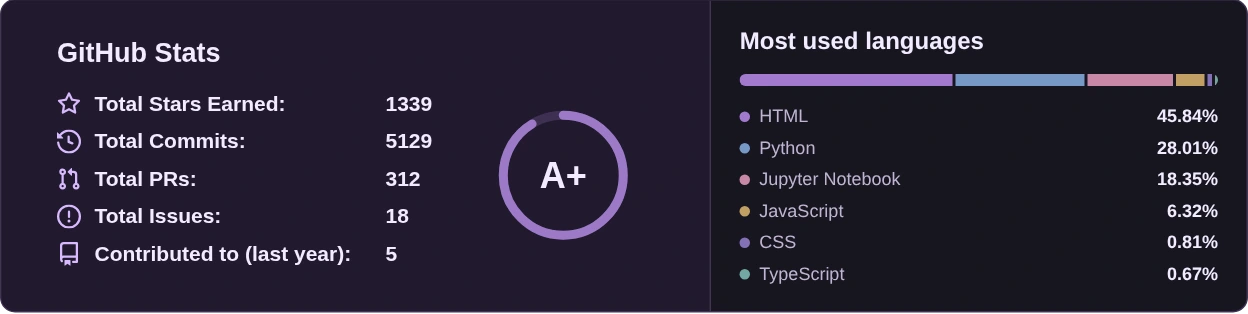 GitHub Stats
Total Stars Earned: 1339
Total Commits: 5129
Total PRs: 312
Total Issues: 18
Contributed to (last year): 5
A+
Most used languages
HTML 45.84%
Python 28.01%
Jupyter Notebook 18.35%
JavaScript 6.32%
CSS 0.81%
TypeScript 0.67%